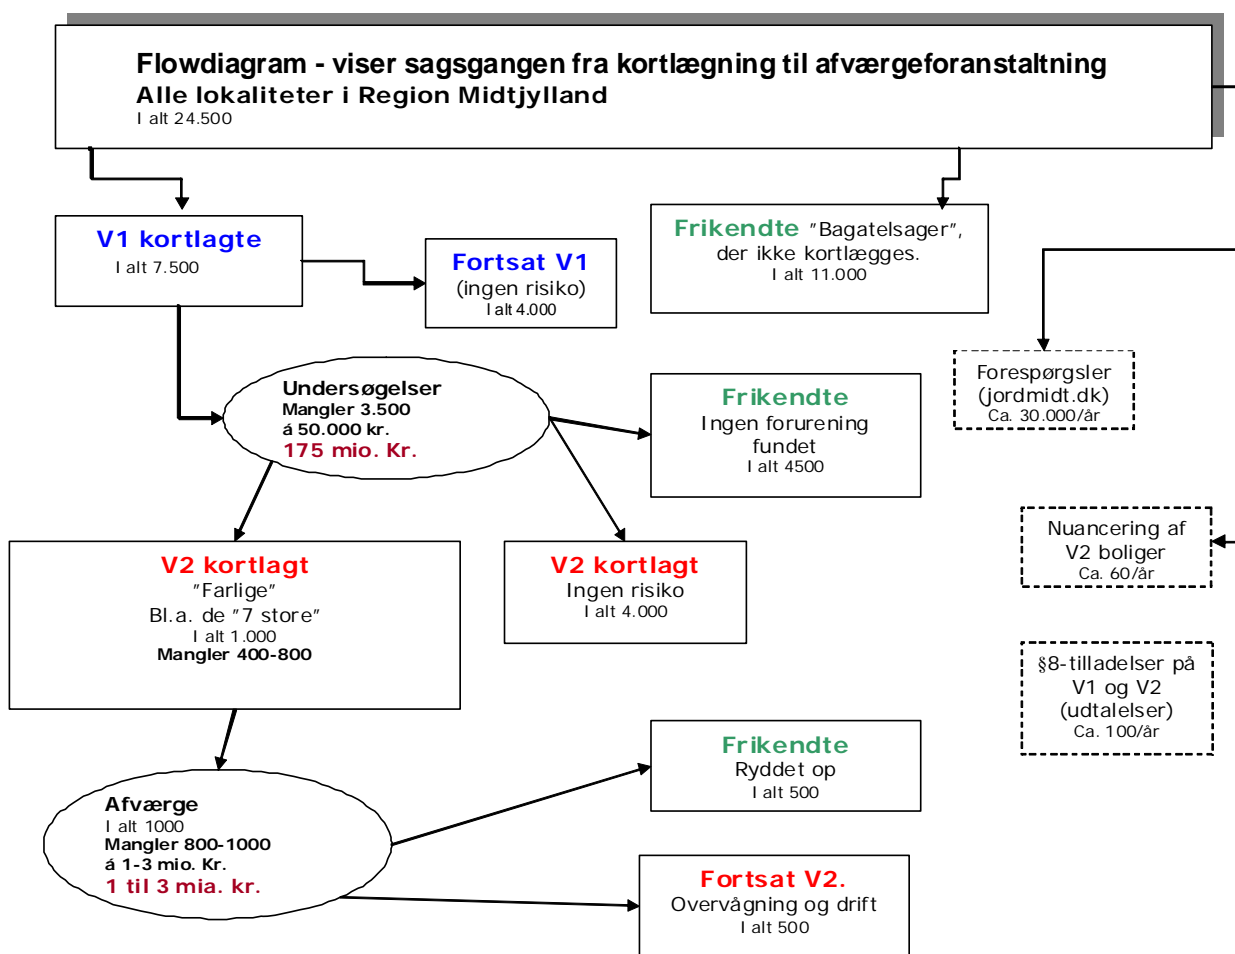 Flowdiagram - viser sagsgangen fra kortlægning til afværgeforanstaltning
Alle lokaliteter i Region Midtjylland
I alt 24.500
V1 kortlagte
I alt 7.500
Fortsat V1
(ingen risiko)
I alt 4.000
Frikendte "Bagatelsager",
der ikke kortlægges.
I alt 11.000
Forespørgsler
(jordmidt.dk)
Ca. 30.000/år
Undersøgelser
Mangler 3.500
á 50.000 kr.
175 mio. Kr.
Frikendte
Ingen forurening
fundet
I alt 4500
V2 kortlagt
"Farlige"
Bl.a. de "7 store"
I alt 1.000
Mangler 400-800
V2 kortlagt
Ingen risiko
I alt 4.000
Nuancering af
V2 boliger
Ca. 60/år
§8-tilladelser på
V1 og V2
(udtalelser)
Ca. 100/år
Afværge
I alt 1000
Mangler 800-1000
á 1-3 mio. Kr.
1 til 3 mia. kr.
Frikendte
Ryddet op
I alt 500
Fortsat V2.
Overvågning og drift
I alt 500